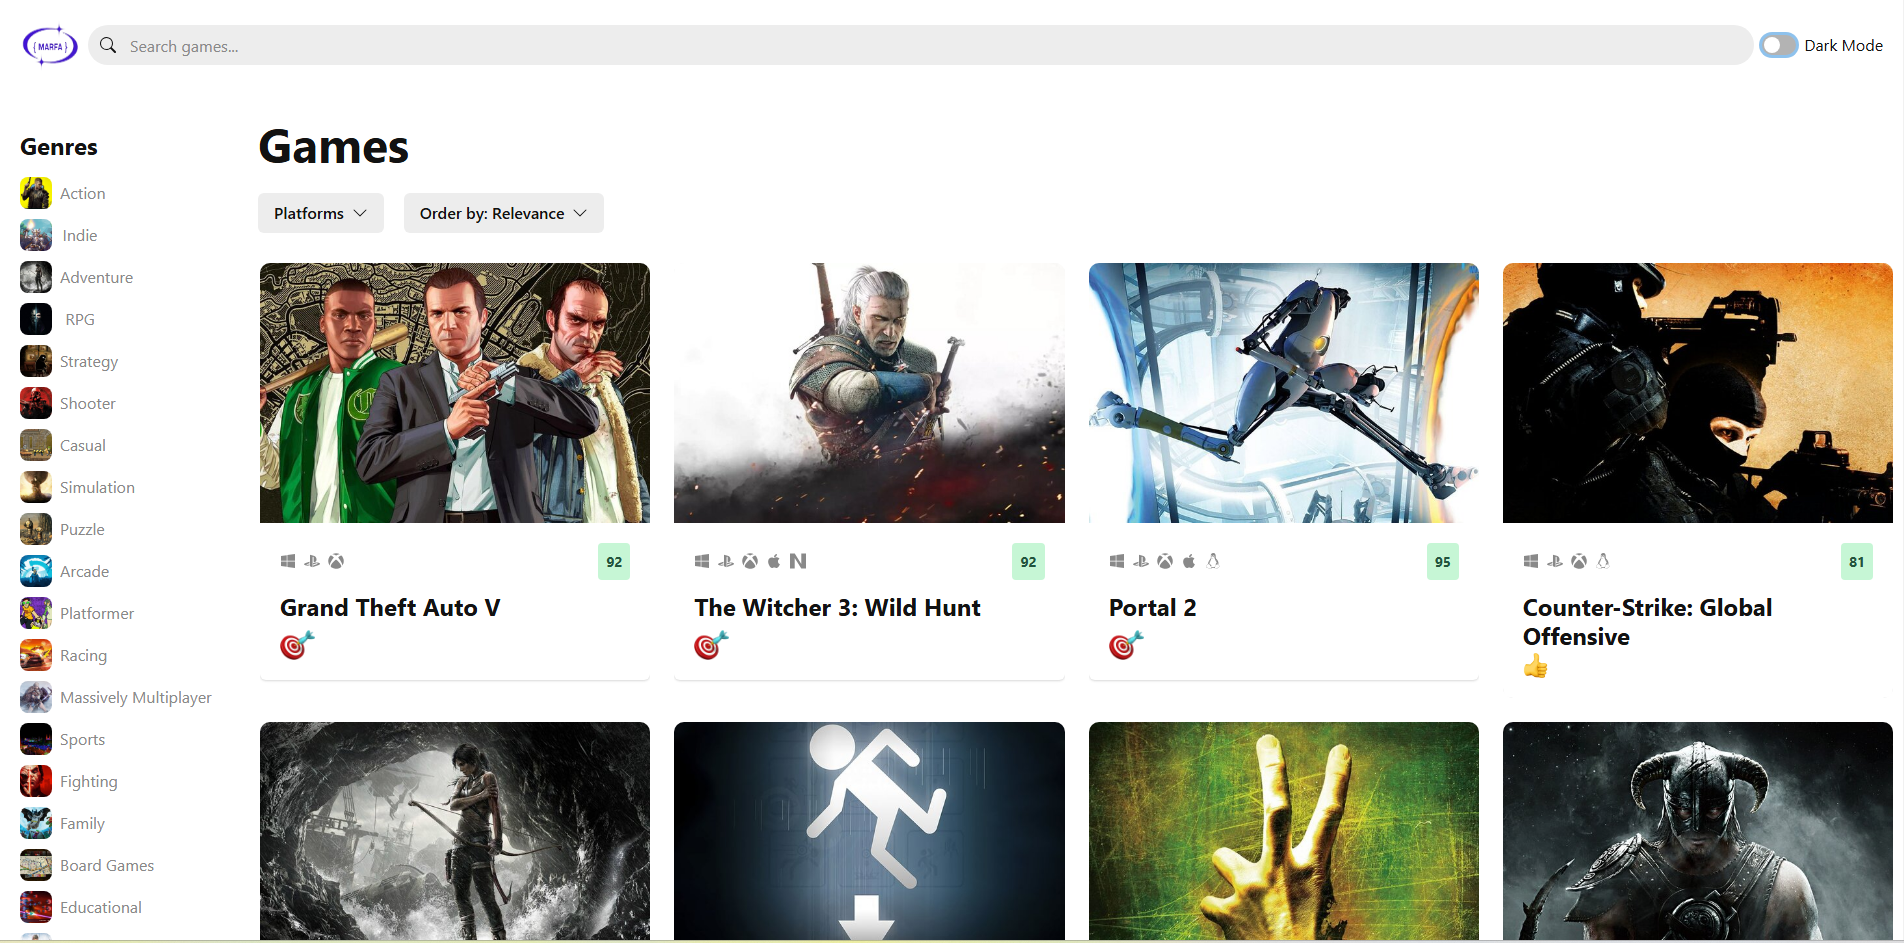 { MARFA }
Search games...
Dark Mode
Genres
Action
Indie
Adventure
RPG
Strategy
Shooter
Casual
Simulation
Puzzle
Arcade
Platformer
Racing
Massively Multiplayer
Sports
Fighting
Family
Board Games
Educational
Games
Platforms
Order by: Relevance
92
Grand Theft Auto V
92
The Witcher 3: Wild Hunt
95
Portal 2
81
Counter-Strike: Global
Offensive